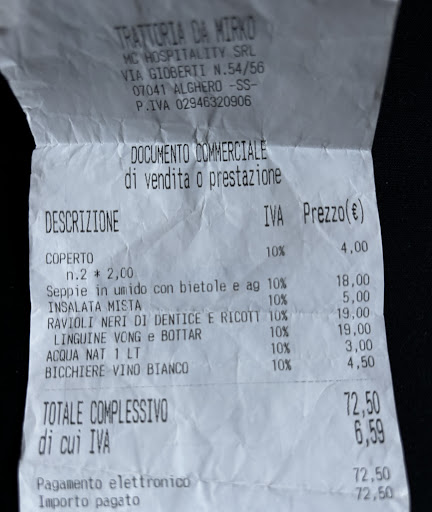 TRATTORIA DA MIRKO
MC HOSPITALITY SRL
VIA GIOBERTI N.54/56
07041 ALGHERO -SS-
P.IVA 02946320906
DOCUMENTO COMMERCIALE
di vendita o prestazione
DESCRIZIONE IVA Prezzo(€)
COPERTO 10% 4,00
n.2 * 2,00
Seppie in umido con bietole e ag 10% 18,00
INSALATA MISTA 10% 5,00
RAVIOLI NERI DI DENTICE E RICOTT 10% 19,00
LINGUINE VONG e BOTTAR 10% 19,00
ACQUA NAT 1 LT 10% 3,00
BICCHIERE VINO BIANCO 10% 4,50
TOTALE COMPLESSIVO 72,50
di cui IVA 6,59
Pagamento elettronico 72,50
Importo pagato 72,50